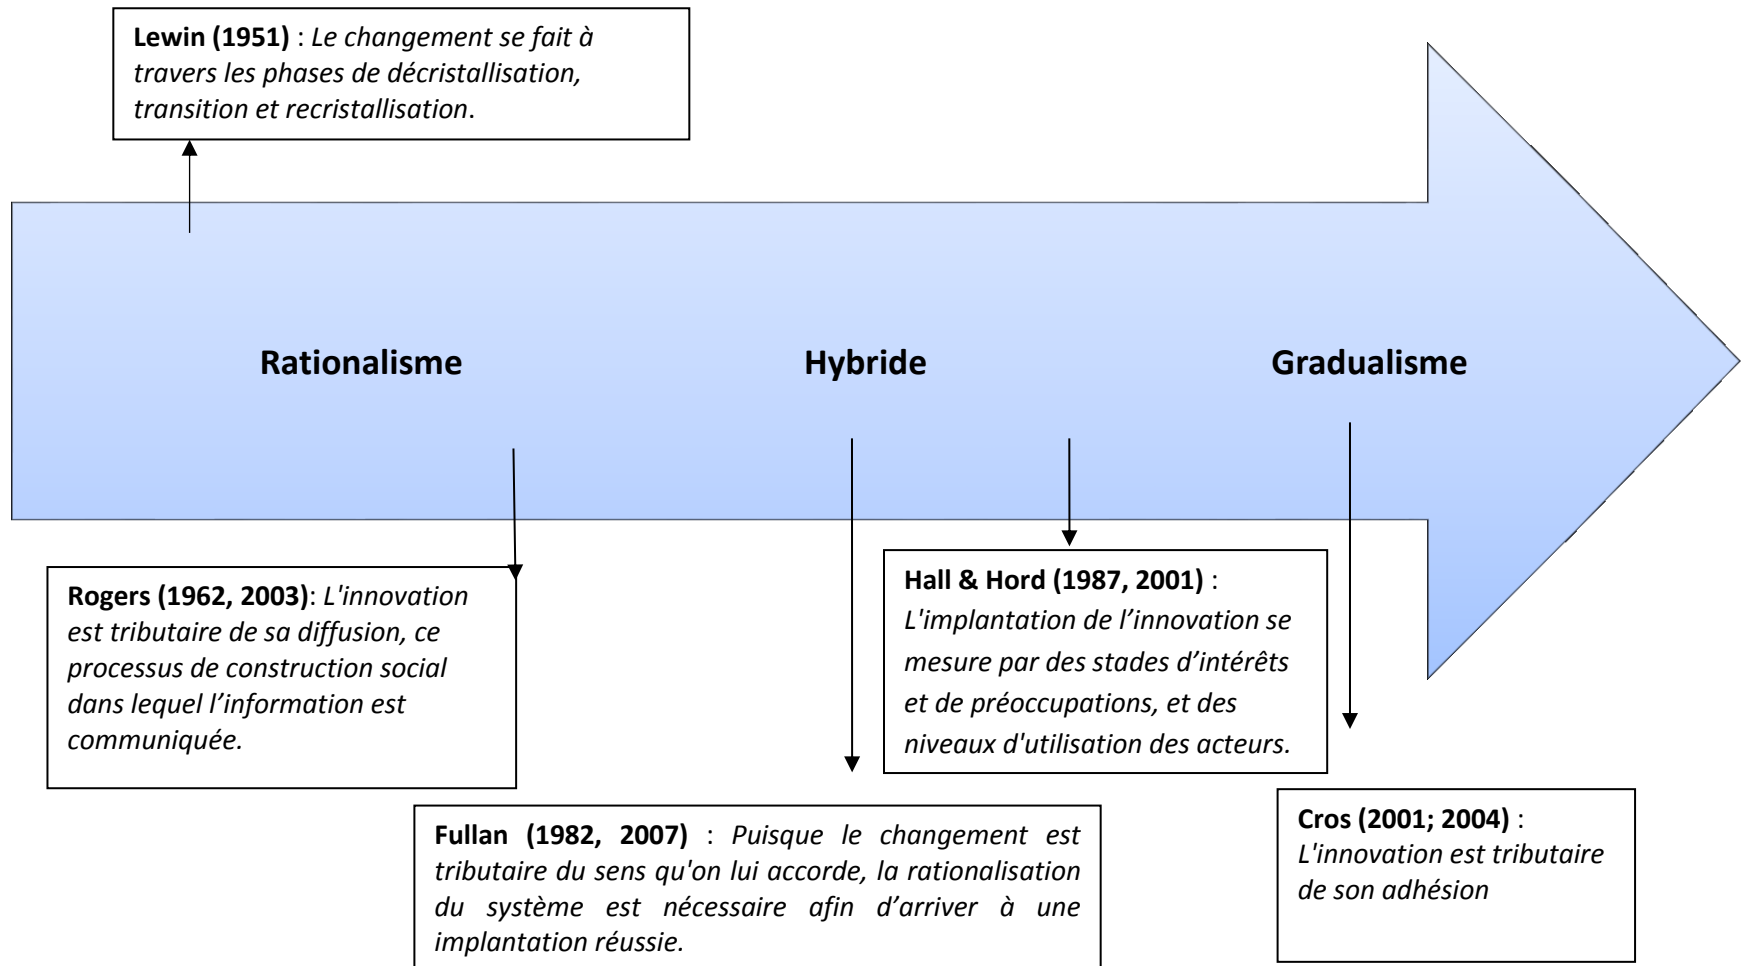 Lewin (1951) : Le changement se fait à
travers les phases de décristallisation,
transition et recristallisation.
Rationalisme
Hybride
Gradualisme
Rogers (1962, 2003): L'innovation
est tributaire de sa diffusion, ce
processus de construction social
dans lequel l’information est
communiquée.
Hall & Hord (1987, 2001) :
L'implantation de l’innovation se
mesure par des stades d’intérêts
et de préoccupations, et des
niveaux d'utilisation des acteurs.
Fullan (1982, 2007) : Puisque le changement est
tributaire du sens qu'on lui accorde, la rationalisation
du système est nécessaire afin d’arriver à une
implantation réussie.
Cros (2001; 2004) :
L'innovation est tributaire
de son adhésion